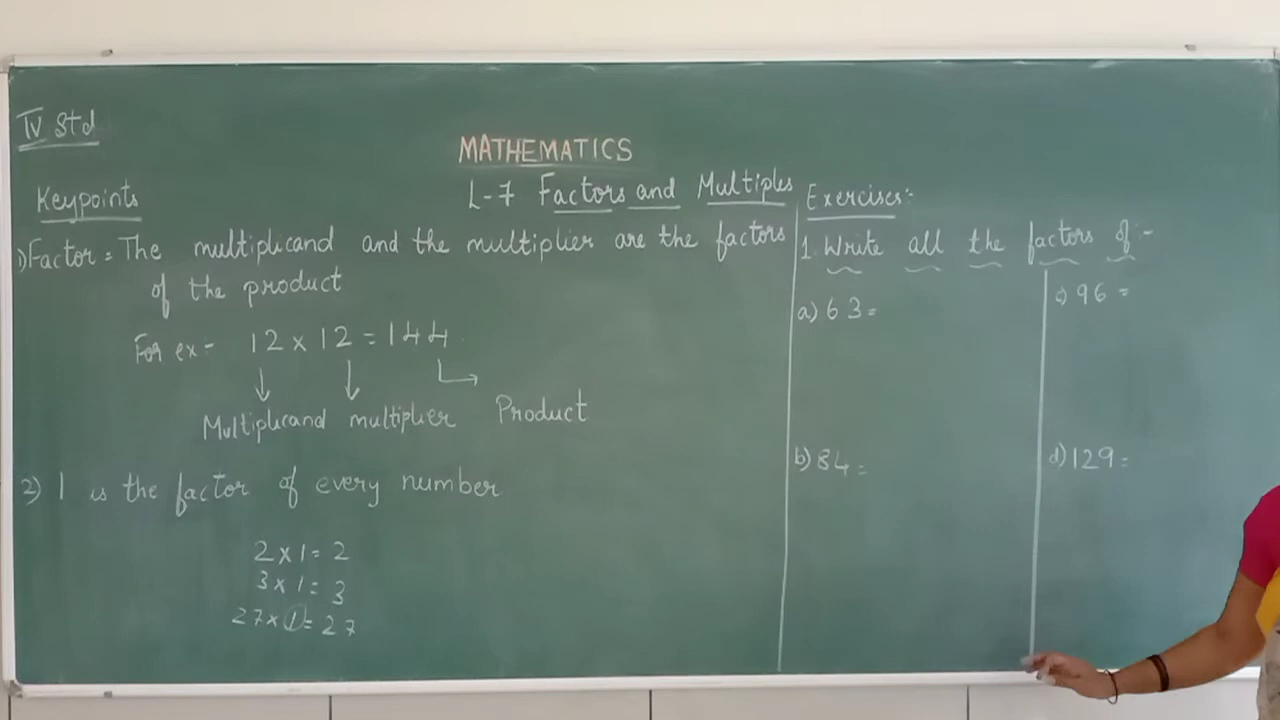 IV Std
MATHEMATICS
L-7 Factors and Multiples
Keypoints
1) Factor = The multiplicand and the multiplier are the factors
of the product
For ex:- 12 x 12 = 144
Multiplicand multiplier Product
2) 1 is the factor of every number
2 x 1 = 2
3 x 1 = 3
27 x 1 = 27
Exercises:-
1. Write all the factors of:-
a) 63 =
b) 84 =
c) 96 =
d) 129 =